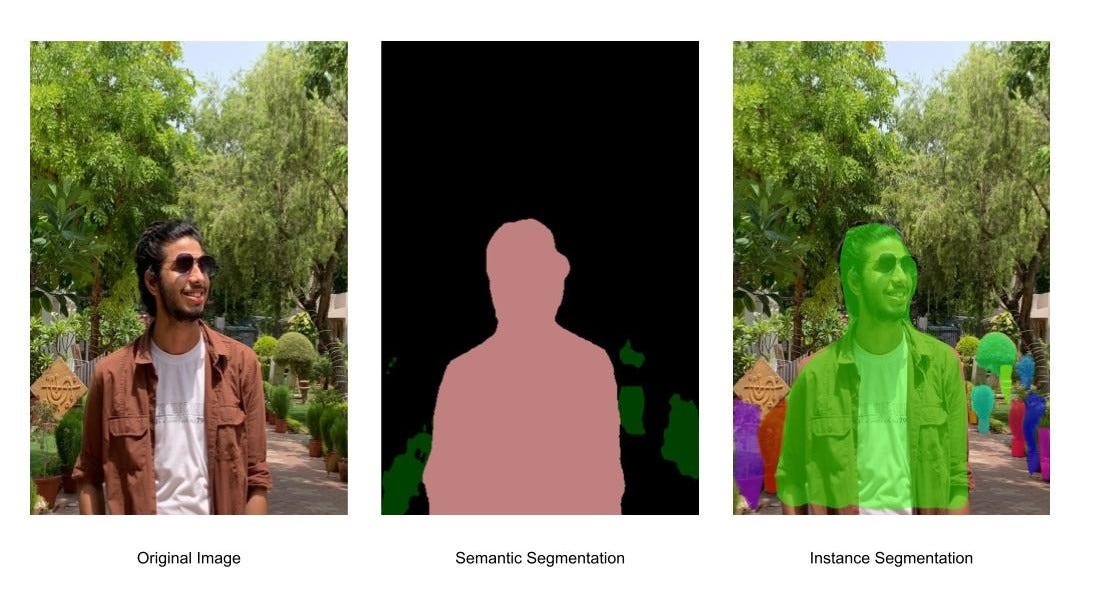 Original Image
Semantic Segmentation
Instance Segmentation